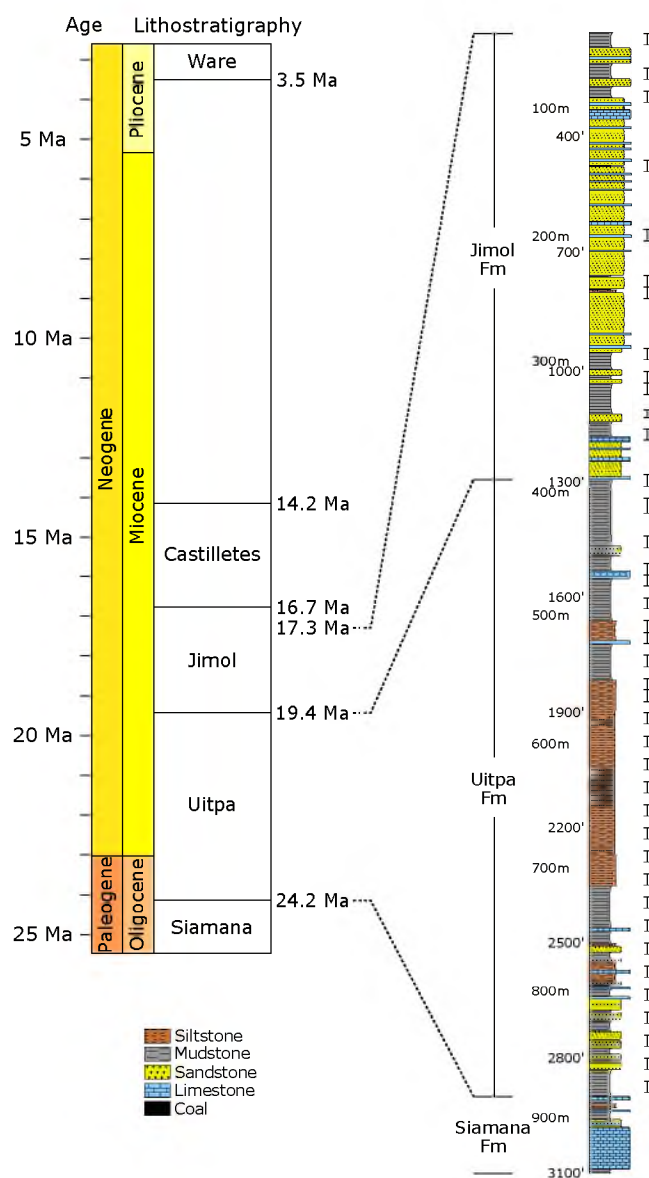 Age
Lithostratigraphy
5 Ma
10 Ma
15 Ma
20 Ma
25 Ma
Neogene
Paleogene
Pliocene
Miocene
Oligocene
Ware
3.5 Ma
14.2 Ma
Castilletes
16.7 Ma
17.3 Ma
Jimol
19.4 Ma
Uitpa
24.2 Ma
Siamana
Siltstone
Mudstone
Sandstone
Limestone
Coal
Jimol
Fm
Uitpa
Fm
Siamana
Fm
100m
400'
200m
700'
300m
1000'
1300'
400m
1600'
500m
1900'
600m
2200'
700m
2500'
800m
2800'
900m
3100'